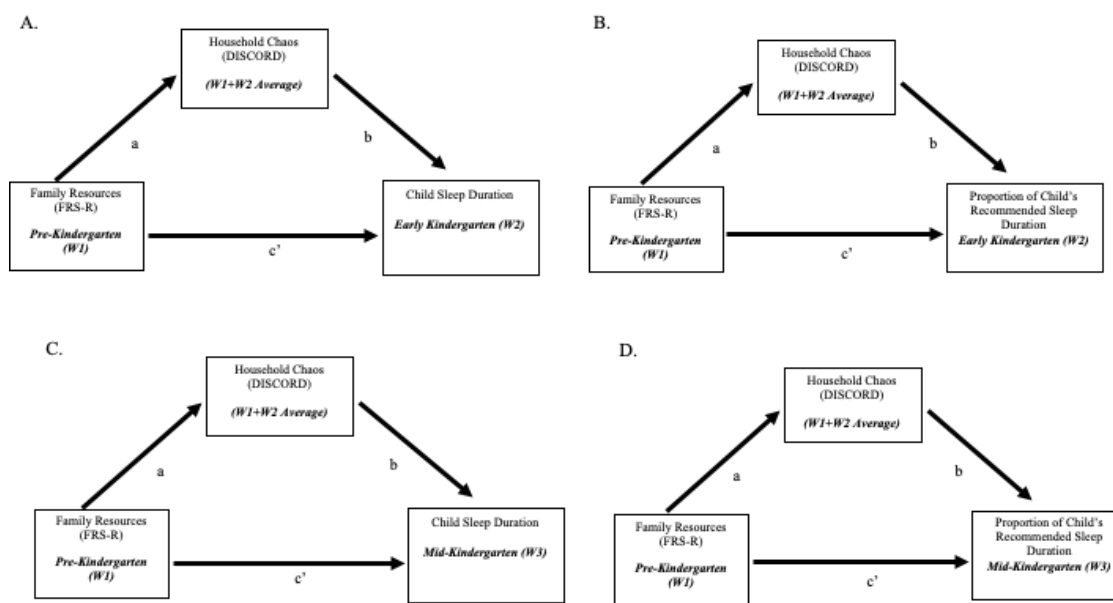 A.
Household Chaos
(DISCORD)
(W1+W2 Average)
a
b
Family Resources
(FRS-R)
Pre-Kindergarten
(W1)
Child Sleep Duration
Early Kindergarten (W2)
c'
B.
Household Chaos
(DISCORD)
(W1+W2 Average)
a
b
Family Resources
(FRS-R)
Pre-Kindergarten
(W1)
Proportion of Child's
Recommended Sleep
Duration
Early Kindergarten (W2)
c'
C.
Household Chaos
(DISCORD)
(W1+W2 Average)
a
b
Family Resources
(FRS-R)
Pre-Kindergarten
(W1)
Child Sleep Duration
Mid-Kindergarten (W3)
c'
D.
Household Chaos
(DISCORD)
(W1+W2 Average)
a
b
Family Resources
(FRS-R)
Pre-Kindergarten
(W1)
Proportion of Child's
Recommended Sleep
Duration
Mid-Kindergarten (W3)
c'